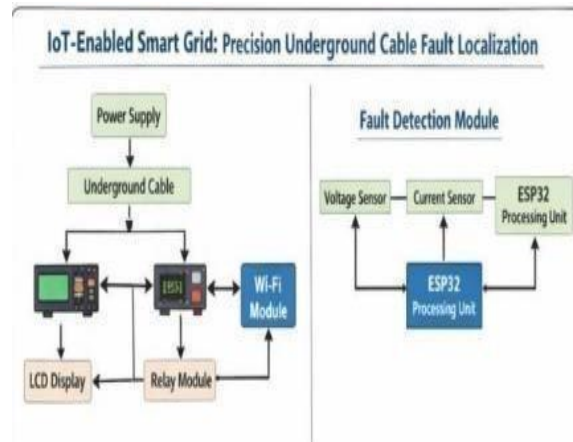 IoT-Enabled Smart Grid: Precision Underground Cable Fault Localization
Power Supply
Underground Cable
Wi-Fi
Module
LCD Display
Relay Module
Fault Detection Module
Voltage Sensor
Current Sensor
ESP32
Processing Unit
ESP32
Processing Unit